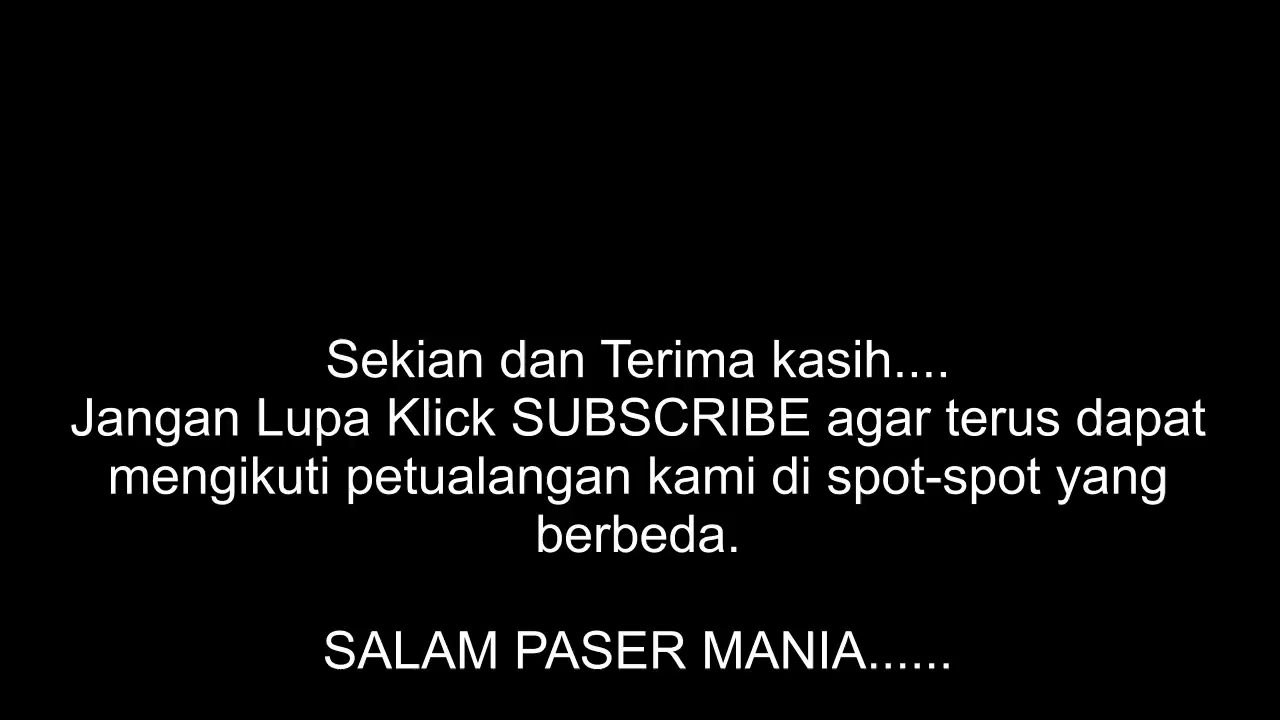 Sekian dan Terima kasih....
Jangan Lupa Klick SUBSCRIBE agar terus dapat
mengikuti petualangan kami di spot-spot yang
berbeda.
SALAM PASER MANIA......